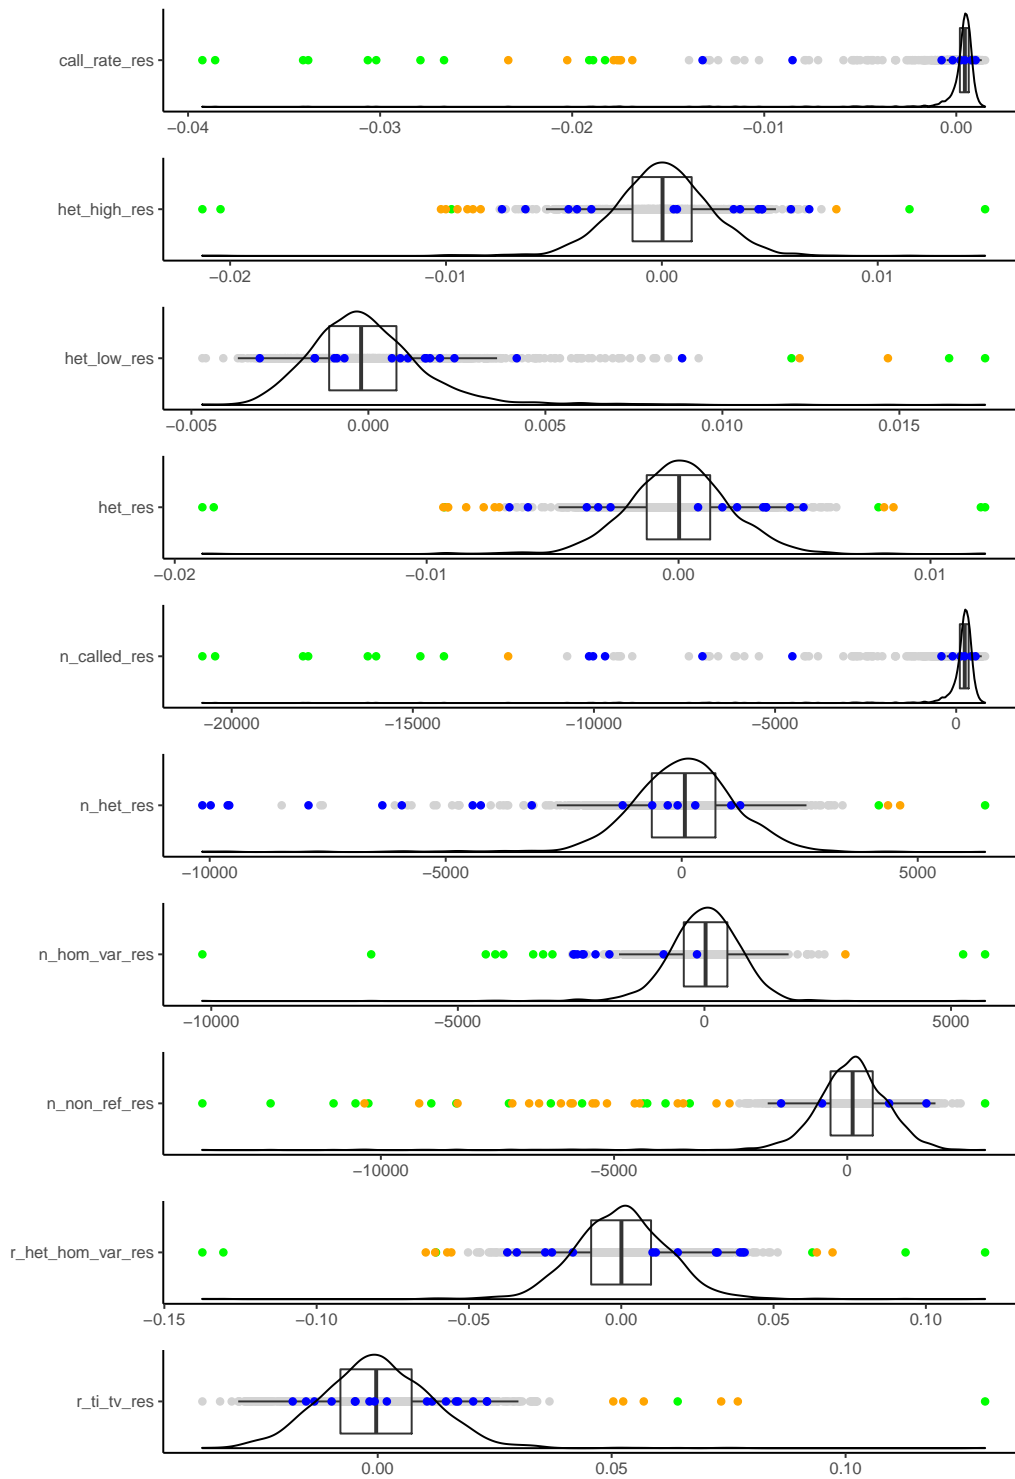 call_rate_res
−0.04 −0.03 −0.02 −0.01 0.00
het_high_res
−0.02 −0.01 0.00 0.01
het_low_res
−0.005 0.000 0.005 0.010 0.015
het_res
−0.02 −0.01 0.00 0.01
n_called_res
−20000 −15000 −10000 −5000 0
n_het_res
−10000 −5000 0 5000
n_hom_var_res
−10000 −5000 0 5000
n_non_ref_res
−10000 −5000 0
r_het_hom_var_res
−0.15 −0.10 −0.05 0.00 0.05 0.10
r_ti_tv_res
0.00 0.05 0.10